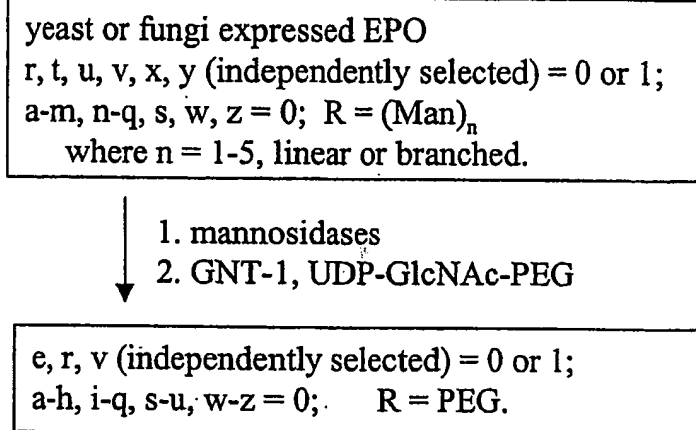 yeast or fungi expressed EPO
r, t, u, v, x, y (independently selected) = 0 or 1;
a-m, n-q, s, w, z = 0; R = (Man)n
where n = 1-5, linear or branched.
1. mannosidases
2. GNT-1, UDP-GlcNAc-PEG
e, r, v (independently selected) = 0 or 1;
a-h, i-q, s-u, w-z = 0; R = PEG.